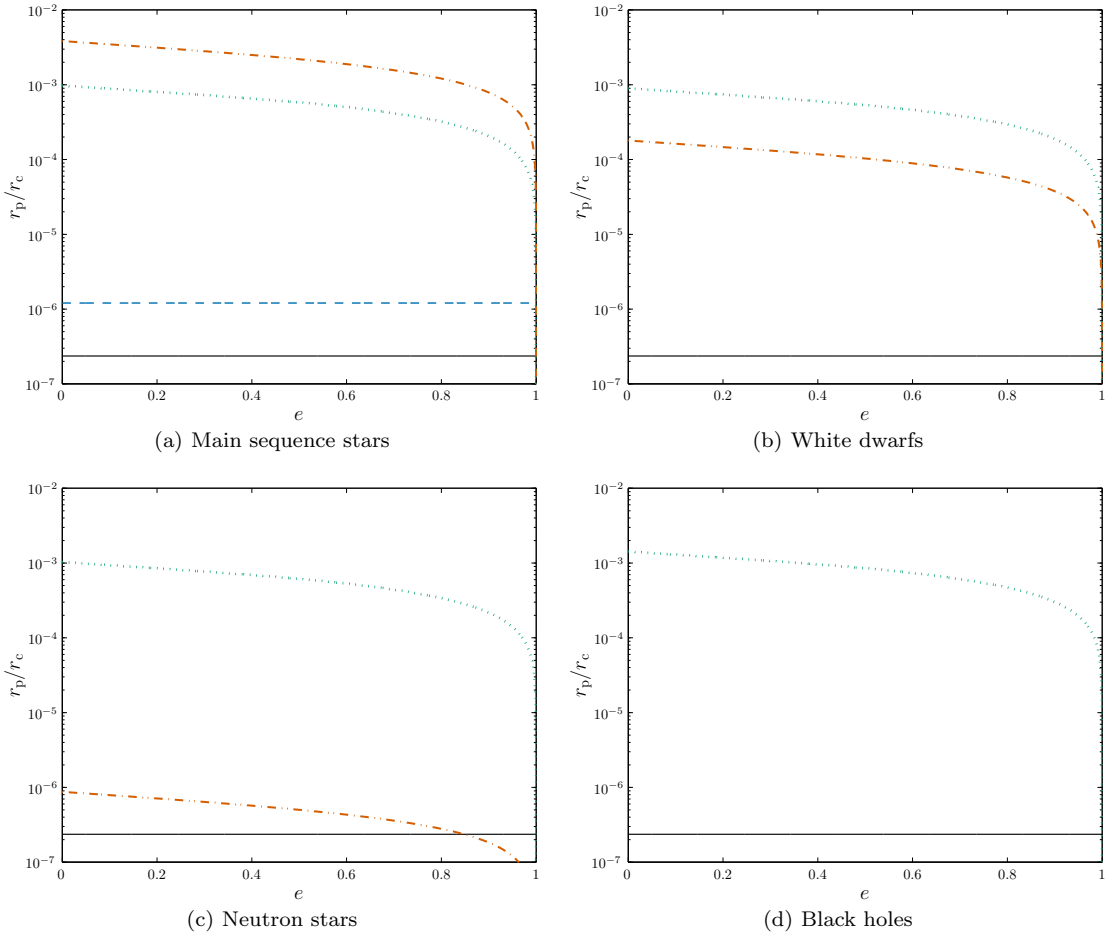 10⁻²
10⁻³
10⁻⁴
10⁻⁵
10⁻⁶
10⁻⁷
r_p/r_c
0 0.2 0.4 0.6 0.8 1
e
(a) Main sequence stars
10⁻²
10⁻³
10⁻⁴
10⁻⁵
10⁻⁶
10⁻⁷
r_p/r_c
0 0.2 0.4 0.6 0.8 1
e
(b) White dwarfs
10⁻²
10⁻³
10⁻⁴
10⁻⁵
10⁻⁶
10⁻⁷
r_p/r_c
0 0.2 0.4 0.6 0.8 1
e
(c) Neutron stars
10⁻²
10⁻³
10⁻⁴
10⁻⁵
10⁻⁶
10⁻⁷
r_p/r_c
0 0.2 0.4 0.6 0.8 1
e
(d) Black holes